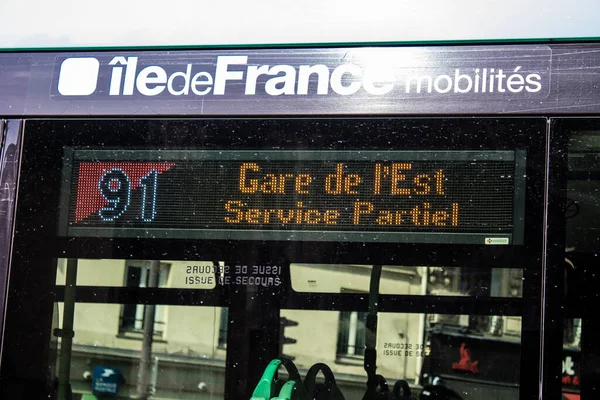 îledeFrance mobilités
91 Gare de l'Est
Service Partiel
SECOURS DE ISSUE
ISSUE DE SECOURS